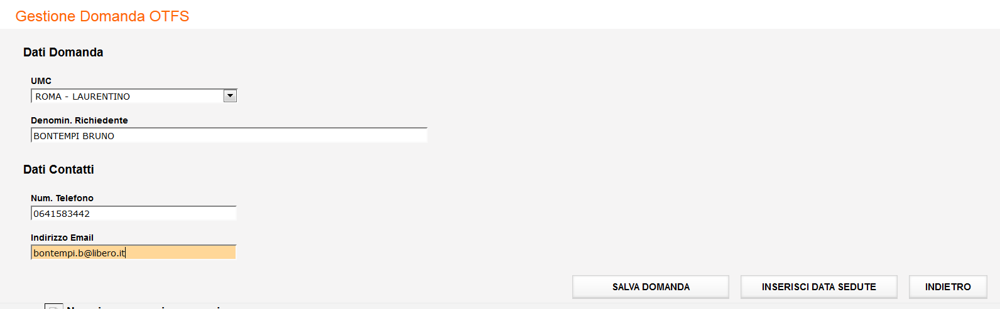 Gestione Domanda OTFS
Dati Domanda
UMC
ROMA - LAURENTINO
Denomin. Richiedente
BONTEMPI BRUNO
Dati Contatti
Num. Telefono
0641583442
Indirizzo Email
bontempi.b@libero.it
SALVA DOMANDA
INSERISCI DATA SEDUTE
INDIETRO